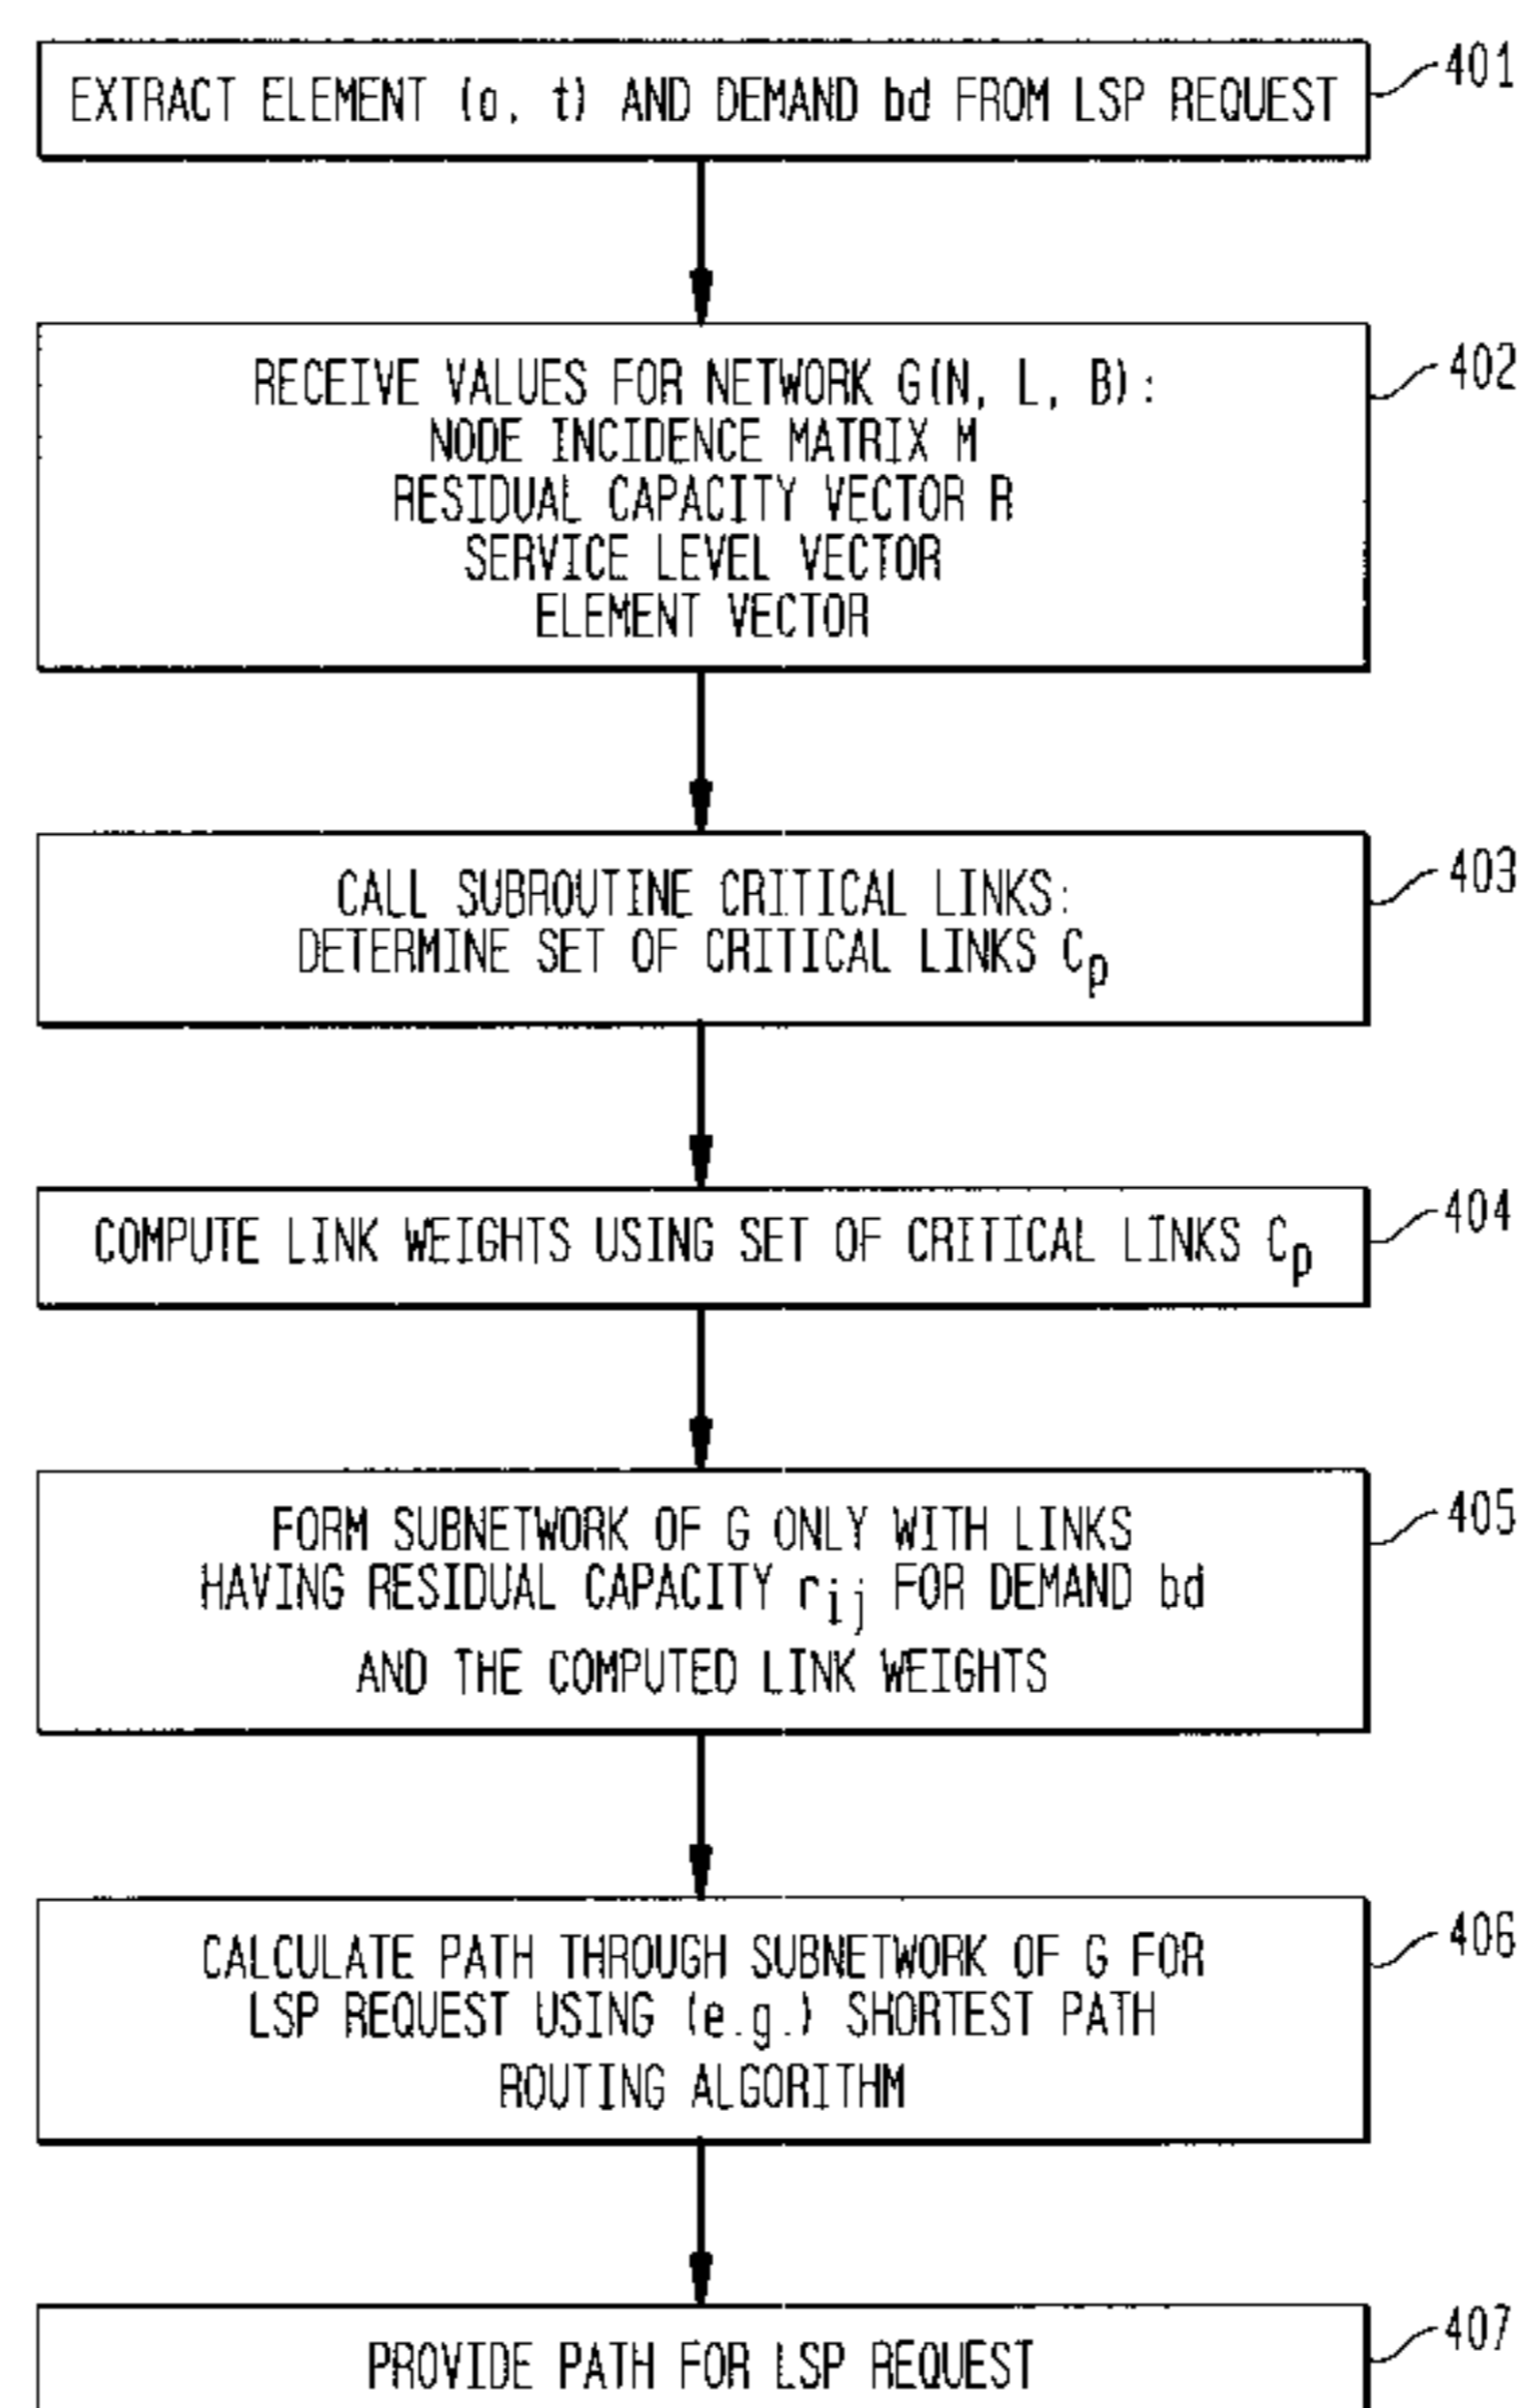 EXTRACT ELEMENT (o, t) AND DEMAND bd FROM LSP REQUEST
401
RECEIVE VALUES FOR NETWORK G(N, L, B):
NODE INCIDENCE MATRIX M
RESIDUAL CAPACITY VECTOR R
SERVICE LEVEL VECTOR
ELEMENT VECTOR
402
CALL SUBROUTINE CRITICAL LINKS:
DETERMINE SET OF CRITICAL LINKS Cp
403
COMPUTE LINK WEIGHTS USING SET OF CRITICAL LINKS Cp
404
FORM SUBNETWORK OF G ONLY WITH LINKS
HAVING RESIDUAL CAPACITY rij FOR DEMAND bd
AND THE COMPUTED LINK WEIGHTS
405
CALCULATE PATH THROUGH SUBNETWORK OF G FOR
LSP REQUEST USING (e.g.) SHORTEST PATH
ROUTING ALGORITHM
406
PROVIDE PATH FOR LSP REQUEST
407